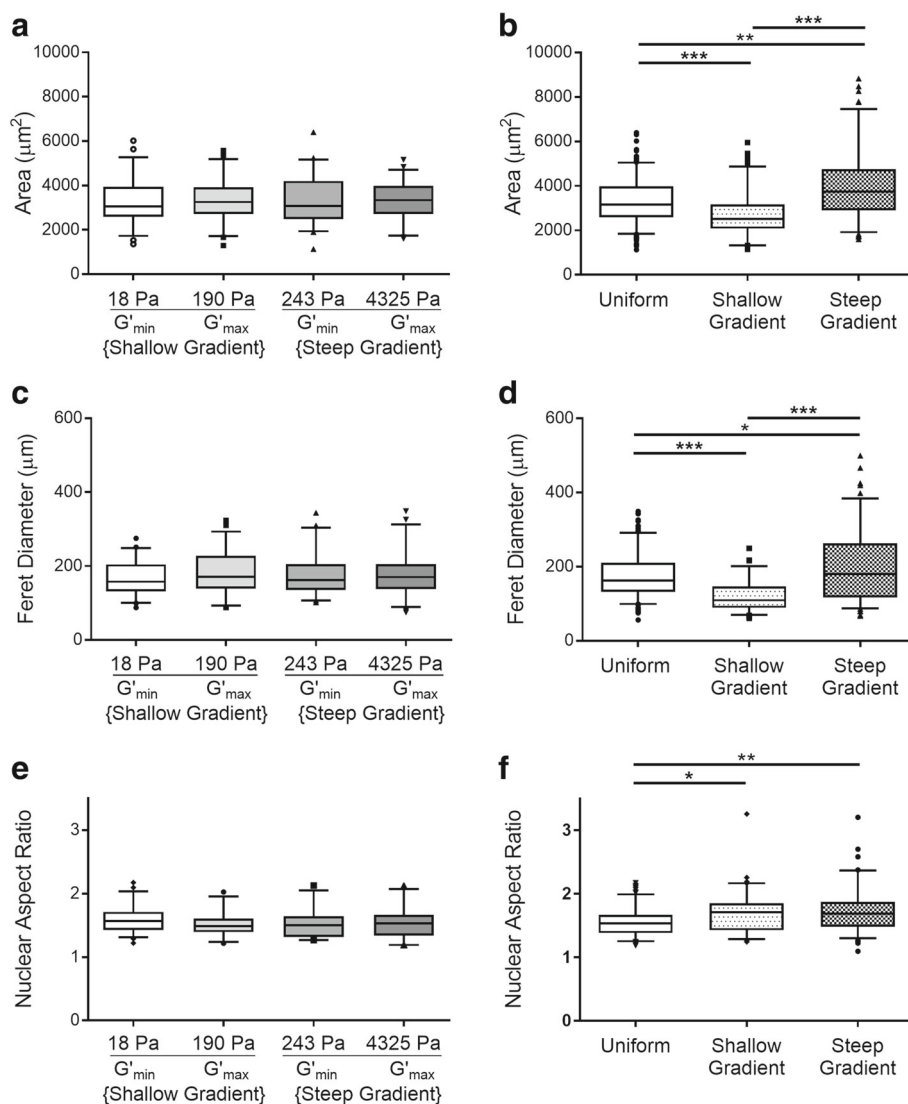 a
Area (μm²)
10000
8000
6000
4000
2000
0
18 Pa 190 Pa 243 Pa 4325 Pa
G'min G'max G'min G'max
{Shallow Gradient} {Steep Gradient}
b
Area (μm²)
10000
8000
6000
4000
2000
0
***
**
***
Uniform Shallow Steep
Gradient Gradient
c
Feret Diameter (μm)
600
400
200
0
18 Pa 190 Pa 243 Pa 4325 Pa
G'min G'max G'min G'max
{Shallow Gradient} {Steep Gradient}
d
Feret Diameter (μm)
600
400
200
0
***
*
***
Uniform Shallow Steep
Gradient Gradient
e
Nuclear Aspect Ratio
3
2
1
0
18 Pa 190 Pa 243 Pa 4325 Pa
G'min G'max G'min G'max
{Shallow Gradient} {Steep Gradient}
f
Nuclear Aspect Ratio
3
2
1
0
**
*
Uniform Shallow Steep
Gradient Gradient